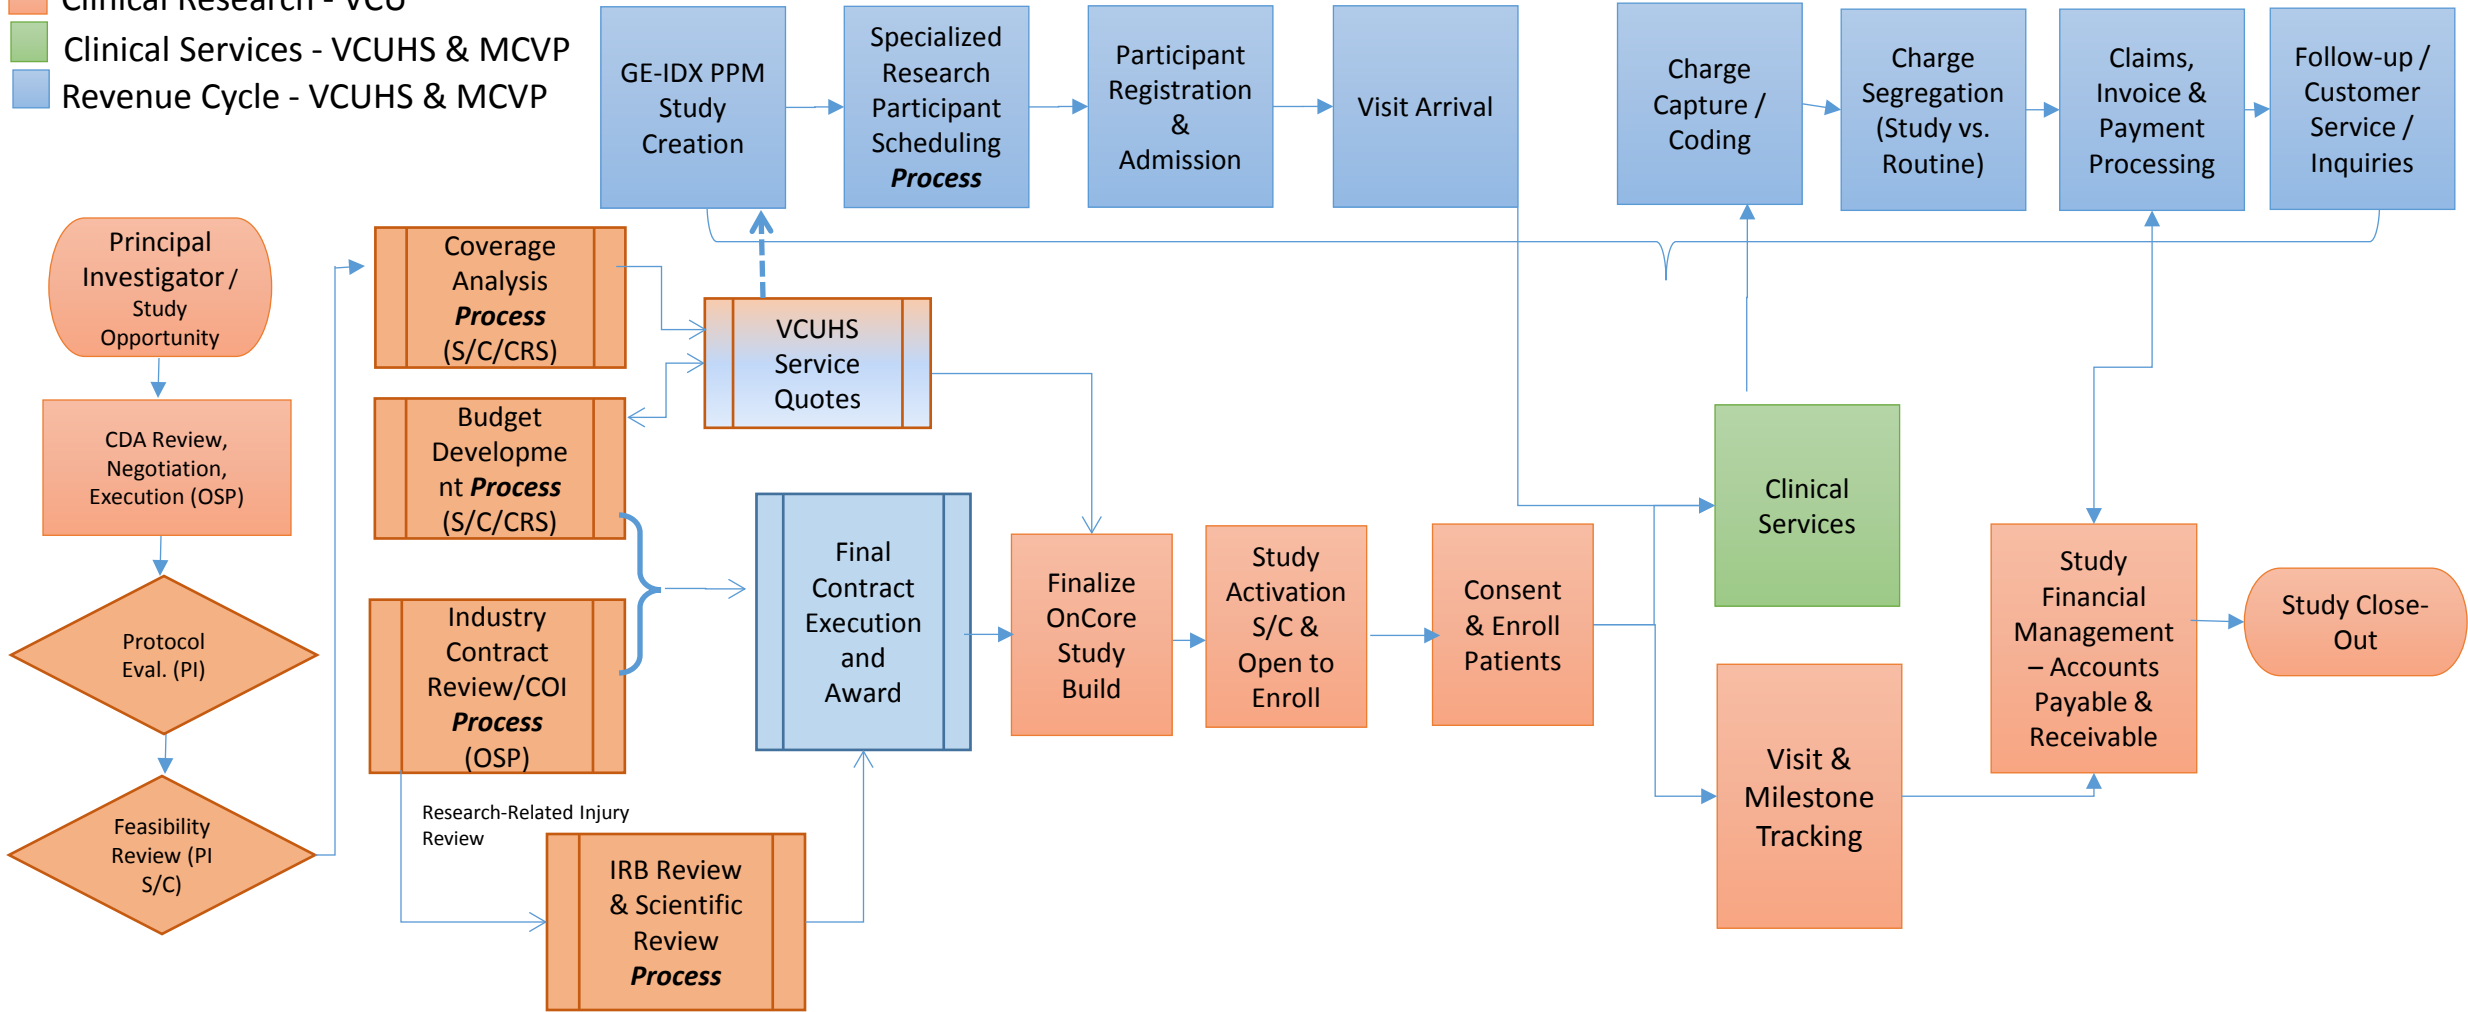 Clinical Research - VCU
Clinical Services - VCUHS & MCVP
Revenue Cycle - VCUHS & MCVP
GE-IDX PPM
Study
Creation
Specialized
Research
Participant
Scheduling
Process
Participant
Registration
&
Admission
Visit Arrival
Charge
Capture /
Coding
Charge
Segregation
(Study vs.
Routine)
Claims,
Invoice &
Payment
Processing
Follow-up /
Customer
Service /
Inquiries
Principal
Investigator /
Study
Opportunity
CDA Review,
Negotiation,
Execution (OSP)
Protocol
Eval. (PI)
Feasibility
Review (PI
S/C)
Coverage
Analysis
Process
(S/C/CRS)
Budget
Developme
nt Process
(S/C/CRS)
Industry
Contract
Review/COI
Process
(OSP)
Research-Related Injury
Review
IRB Review
& Scientific
Review
Process
VCUHS
Service
Quotes
Final
Contract
Execution
and
Award
Finalize
OnCore
Study
Build
Study
Activation
S/C &
Open to
Enroll
Consent
& Enroll
Patients
Clinical
Services
Visit &
Milestone
Tracking
Study
Financial
Management
– Accounts
Payable &
Receivable
Study Close-
Out